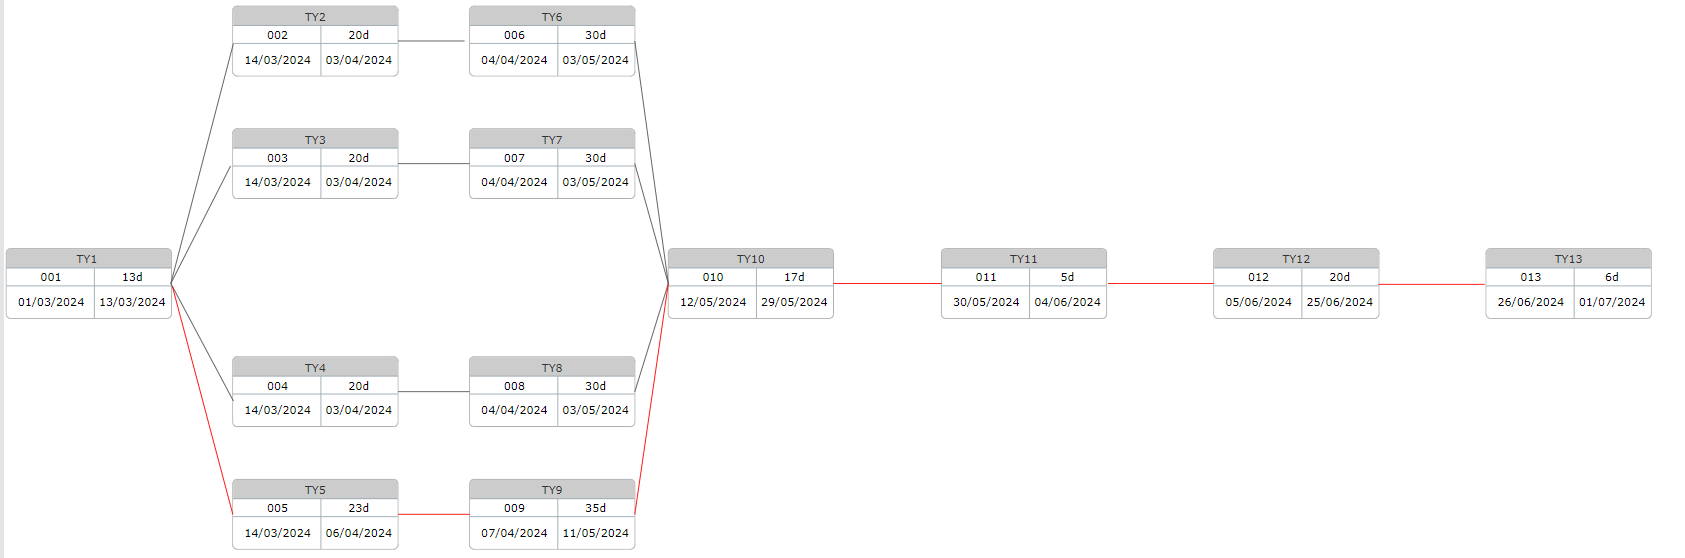 TY2
002 20d
14/03/2024 03/04/2024
TY6
006 30d
04/04/2024 03/05/2024
TY3
003 20d
14/03/2024 03/04/2024
TY7
007 30d
04/04/2024 03/05/2024
TY1
001 13d
01/03/2024 13/03/2024
TY10
010 17d
12/05/2024 29/05/2024
TY11
011 5d
30/05/2024 04/06/2024
TY12
012 20d
05/06/2024 25/06/2024
TY13
013 6d
26/06/2024 01/07/2024
TY4
004 20d
14/03/2024 03/04/2024
TY8
008 30d
04/04/2024 03/05/2024
TY5
005 23d
14/03/2024 06/04/2024
TY9
009 35d
07/04/2024 11/05/2024